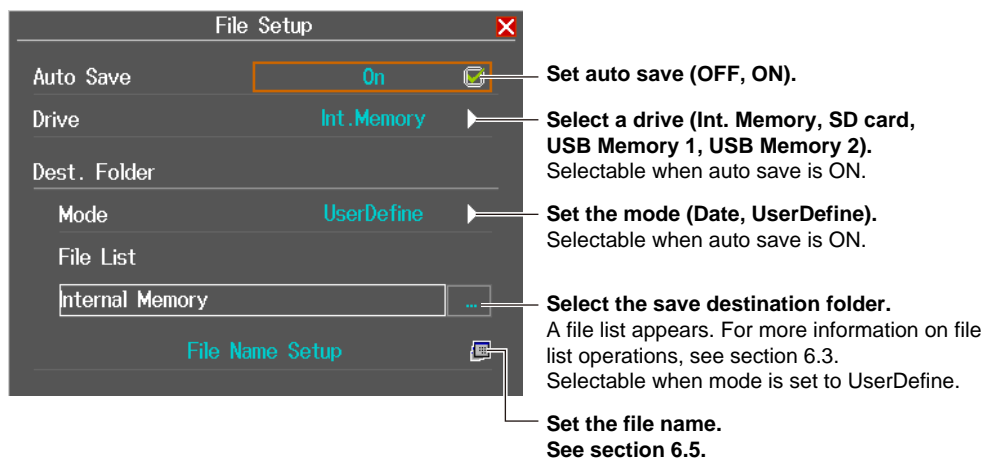 File Setup
Auto Save On
Set auto save (OFF, ON).
Drive Int.Memory
Select a drive (Int. Memory, SD card,
USB Memory 1, USB Memory 2).
Selectable when auto save is ON.
Dest. Folder
Mode UserDefine
Set the mode (Date, UserDefine).
Selectable when auto save is ON.
File List
nternal Memory ...
Select the save destination folder.
A file list appears. For more information on file
list operations, see section 6.3.
Selectable when mode is set to UserDefine.
File Name Setup
Set the file name.
See section 6.5.